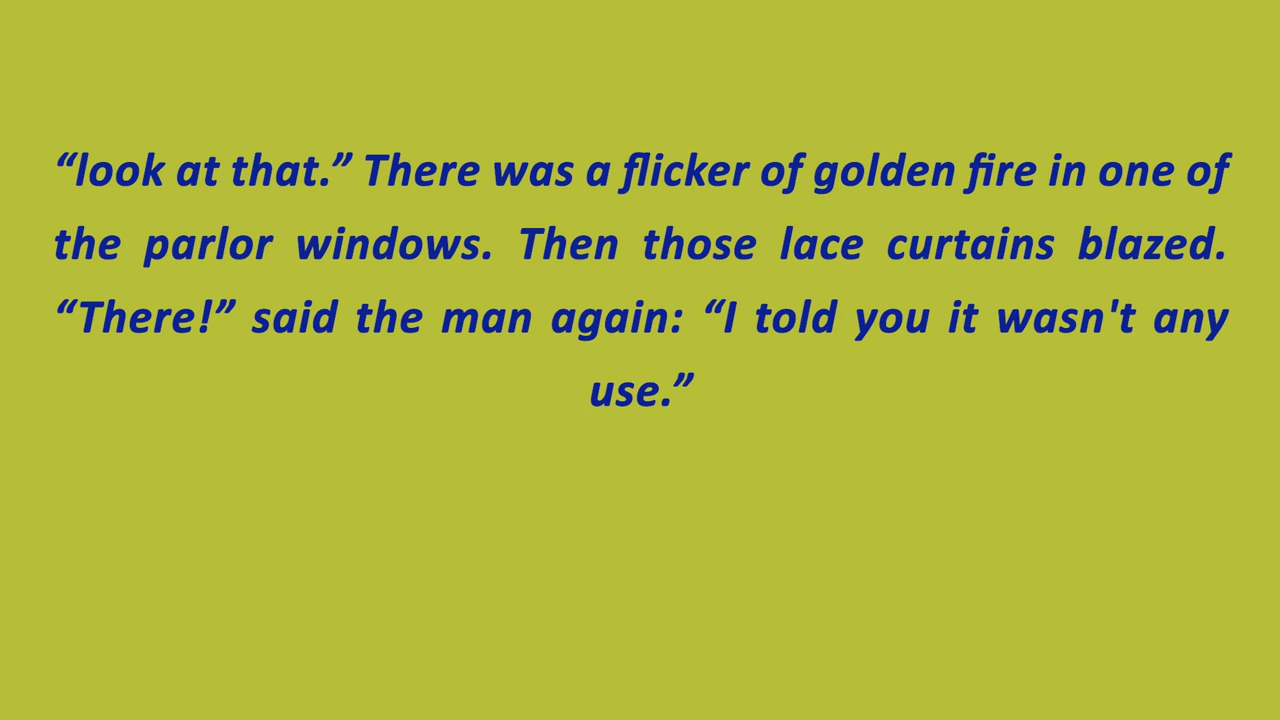 “look at that.” There was a flicker of golden fire in one of
the parlor windows. Then those lace curtains blazed.
“There!” said the man again: “I told you it wasn't any
use.”